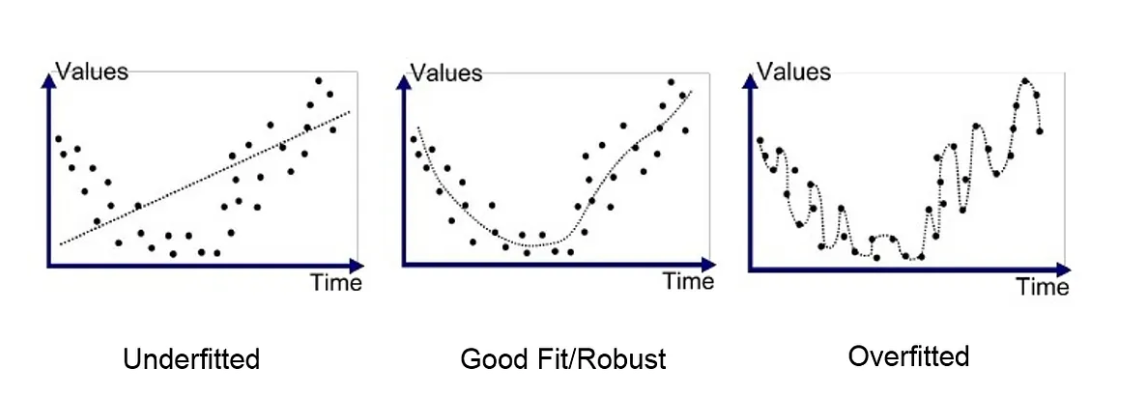 Values
Time
Underfitted
Values
Time
Good Fit/Robust
Values
Time
Overfitted